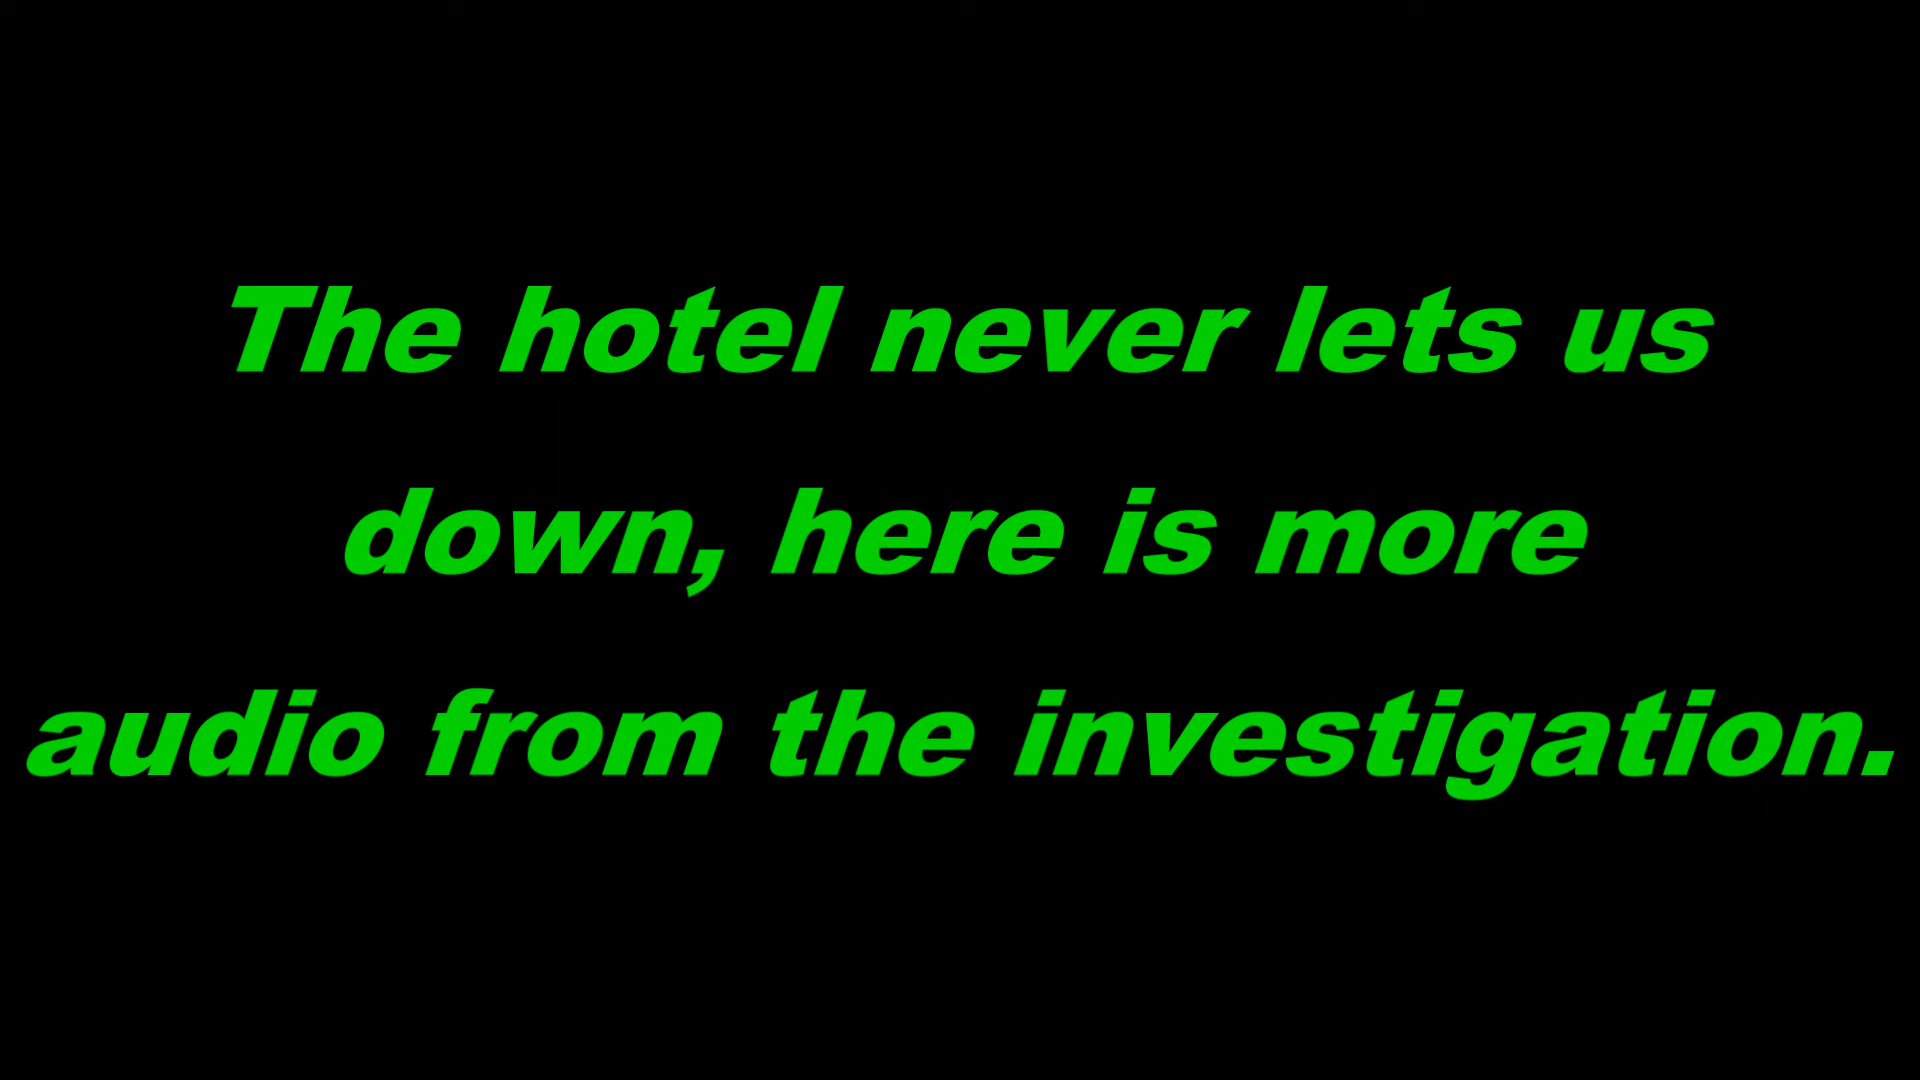 The hotel never lets us
down, here is more
audio from the investigation.